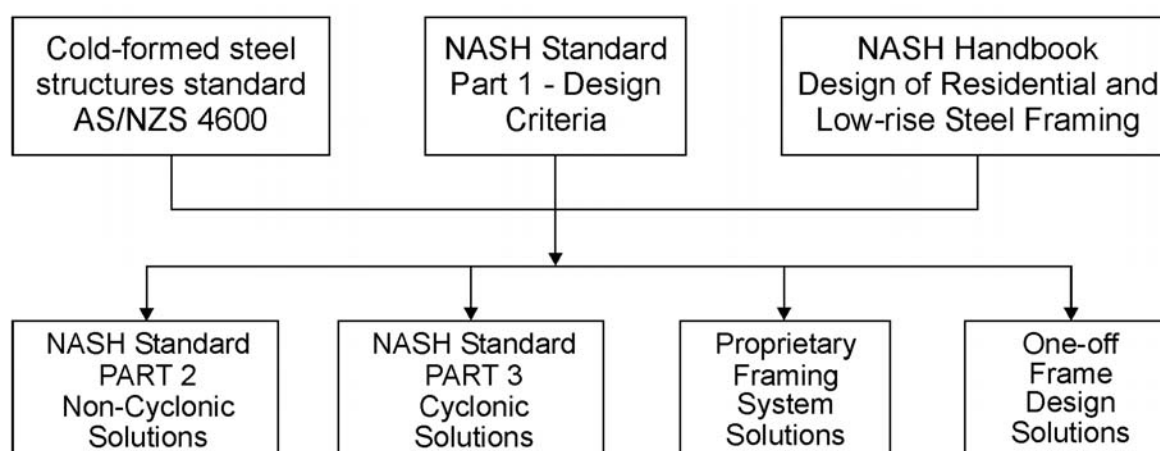 Cold-formed steel
structures standard
AS/NZS 4600
NASH Standard
Part 1 - Design
Criteria
NASH Handbook
Design of Residential and
Low-rise Steel Framing
NASH Standard
PART 2
Non-Cyclonic
Solutions
NASH Standard
PART 3
Cyclonic
Solutions
Proprietary
Framing
System
Solutions
One-off
Frame
Design
Solutions